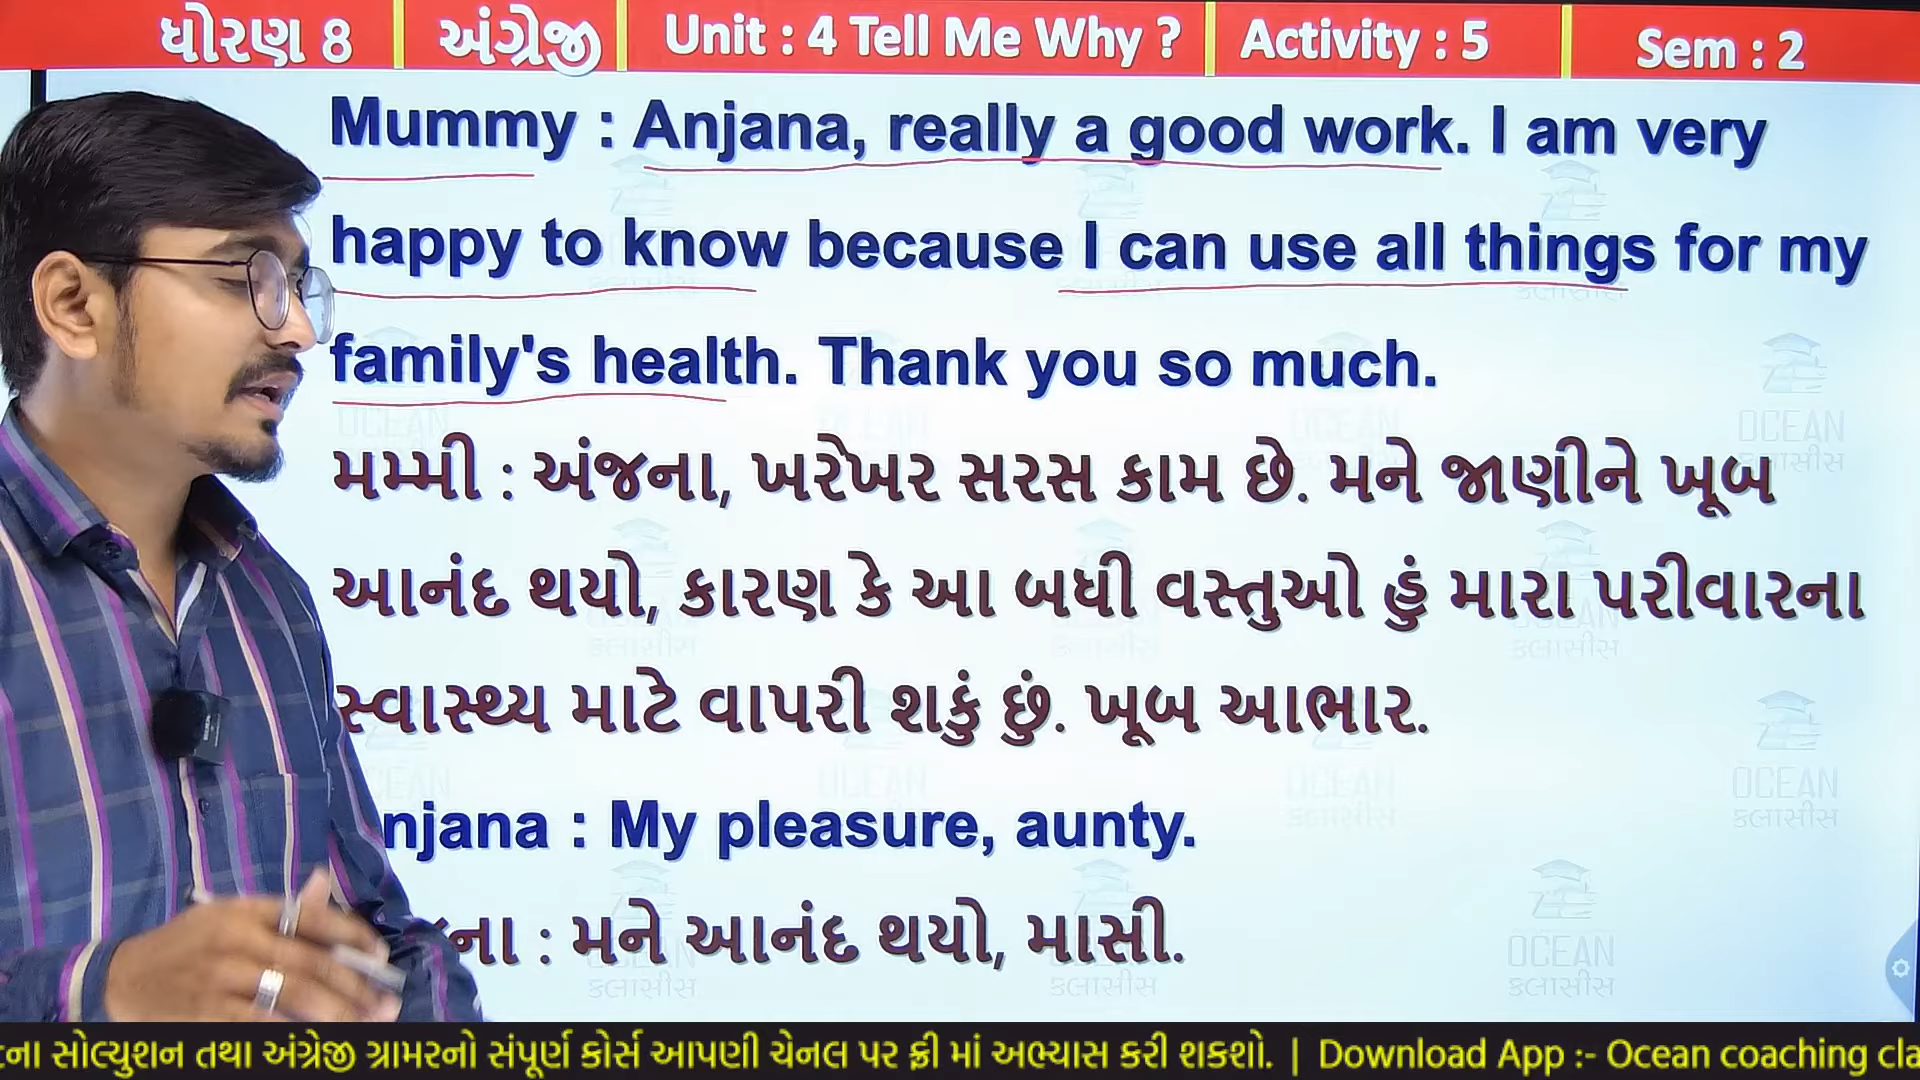 ધોરણ 8 અંગ્રેજી Unit : 4 Tell Me Why ? Activity : 5 Sem : 2
Mummy : Anjana, really a good work. I am very
happy to know because I can use all things for my
family's health. Thank you so much.
મમ્મી : અંજના, ખરેખર સરસ કામ છે. મને જાણીને ખૂબ
આનંદ થયો, કારણ કે આ બધી વસ્તુઓ હું મારા પરીવારના
સ્વાસ્થ્ય માટે વાપરી શકું છું. ખૂબ આભાર.
njana : My pleasure, aunty.
ના : મને આનંદ થયો, માસી.
સોલ્યુશન તથા અંગ્રેજી ગ્રામરનો સંપૂર્ણ કોર્સ આપણી ચેનલ પર ફ્રી માં અભ્યાસ કરી શકશો. | Download App :- Ocean coaching cla
OCEAN
કલાસીસ